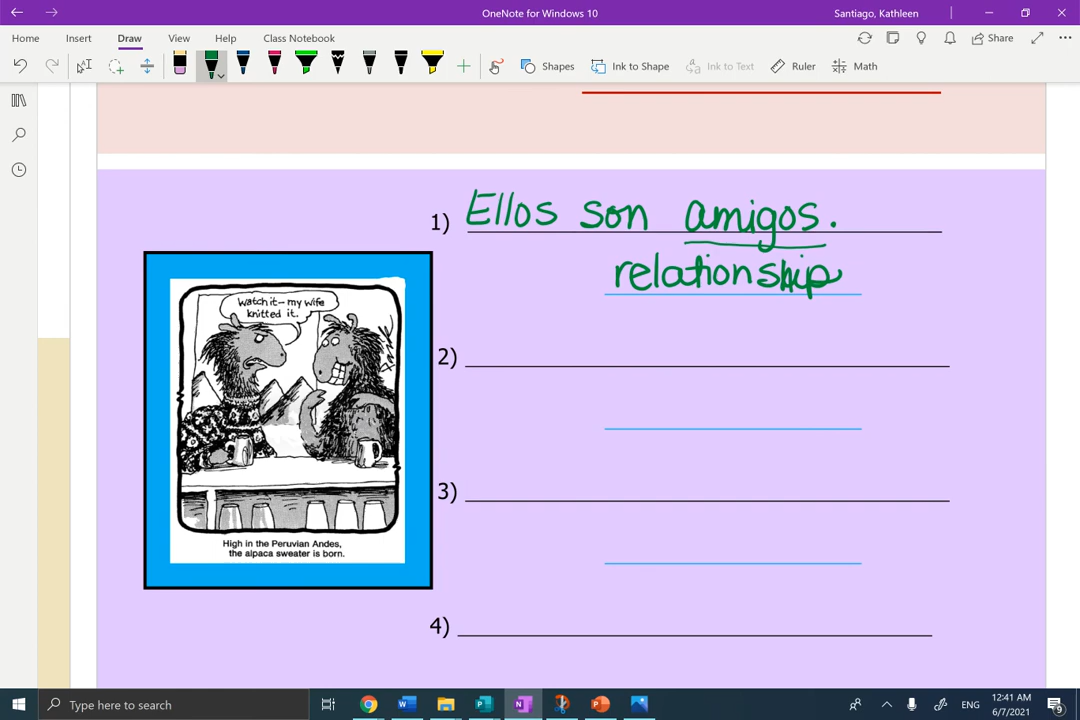 OneNote for Windows 10
Santiago, Kathleen
Home Insert Draw View Help Class Notebook
Share
Shapes Ink to Shape Ink to Text Ruler Math
1) Ellos son amigos.
relationship
Watch it – my wife
knitted it.
2)
3)
High in the Peruvian Andes,
the alpaca sweater is born.
4)
Type here to search
ENG
12:41 AM
6/7/2021
9